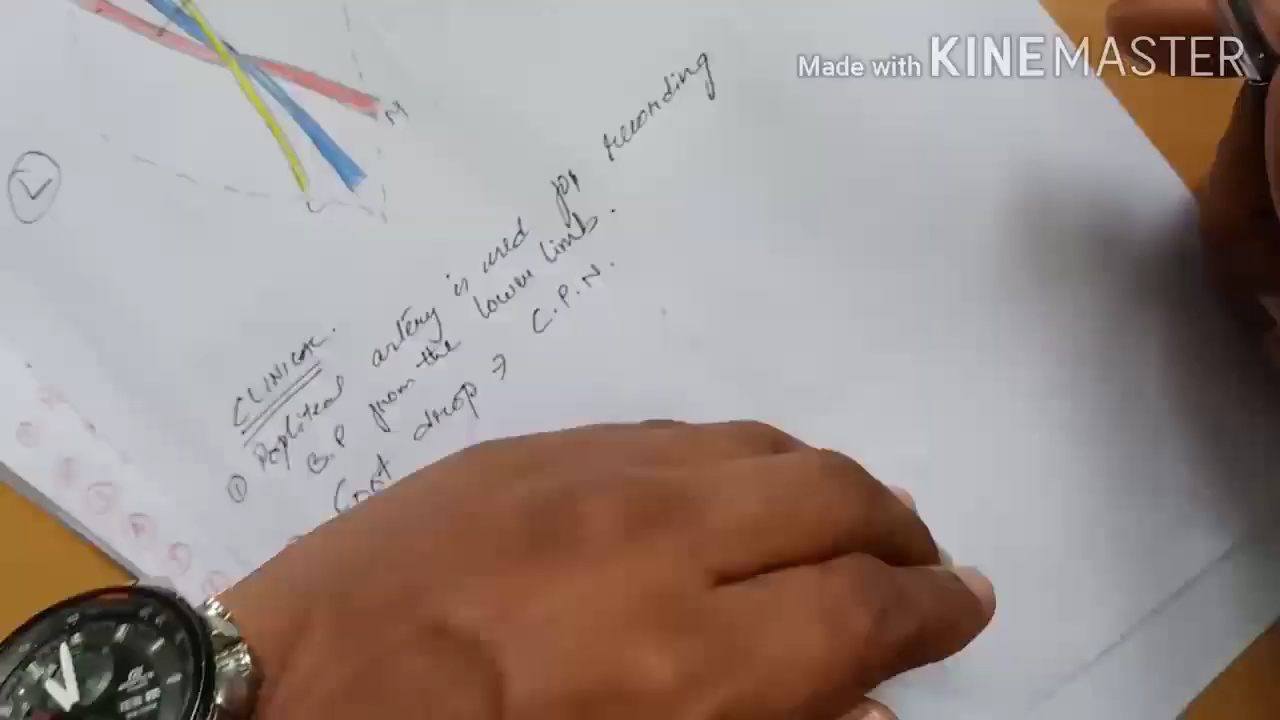 Made with KINEMASTER
M
L
CLINICAL.
① Popliteal artery is used for recording
B.P from the lower limb.
Foot drop → C.P.N.